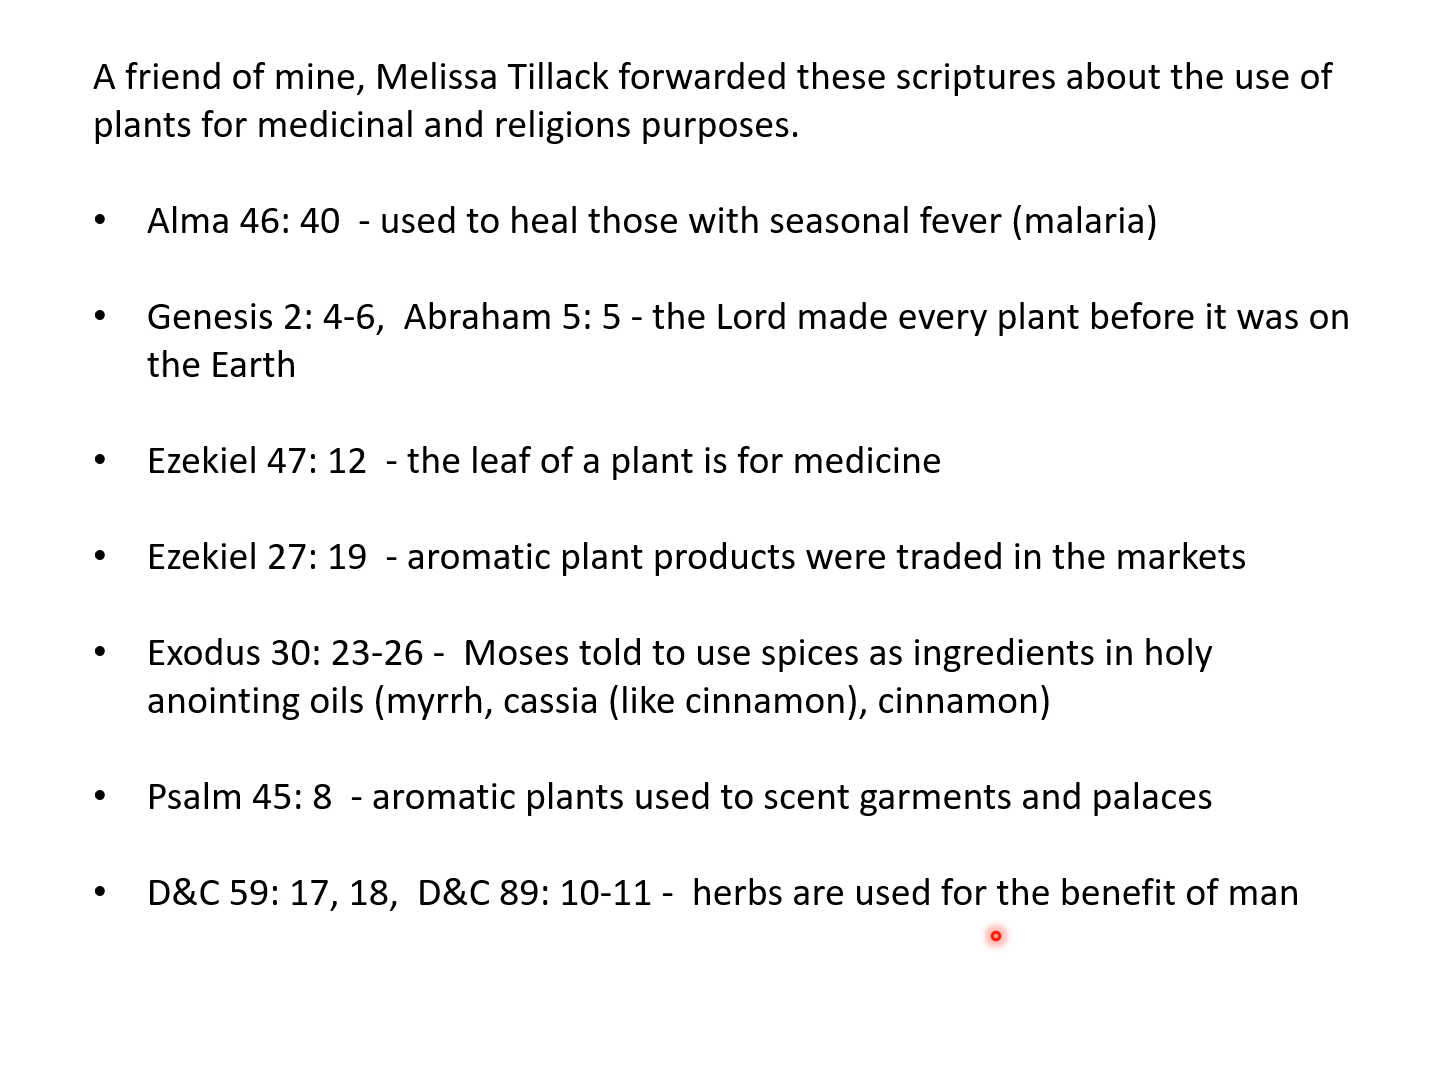 A friend of mine, Melissa Tillack forwarded these scriptures about the use of
plants for medicinal and religions purposes.
• Alma 46: 40  - used to heal those with seasonal fever (malaria)
• Genesis 2: 4-6,  Abraham 5: 5 - the Lord made every plant before it was on
the Earth
• Ezekiel 47: 12  - the leaf of a plant is for medicine
• Ezekiel 27: 19  - aromatic plant products were traded in the markets
• Exodus 30: 23-26 -  Moses told to use spices as ingredients in holy
anointing oils (myrrh, cassia (like cinnamon), cinnamon)
• Psalm 45: 8  - aromatic plants used to scent garments and palaces
• D&C 59: 17, 18,  D&C 89: 10-11 -  herbs are used for the benefit of man